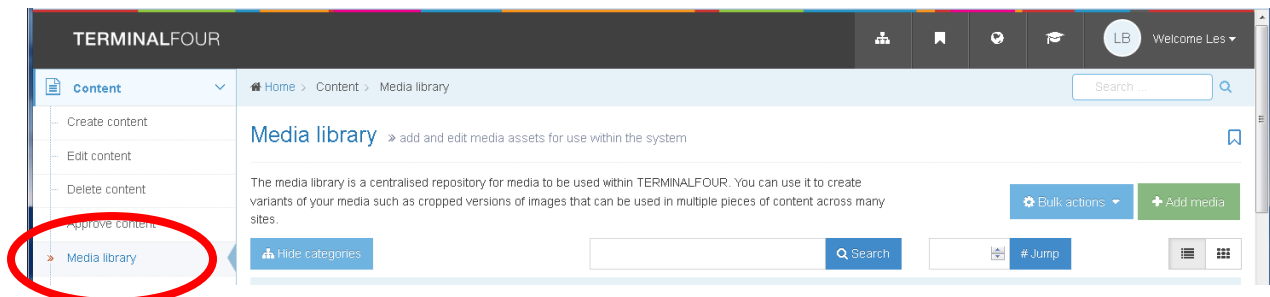 TERMINALFOUR
LB Welcome Les
Content
Home > Content > Media library
Search ...
Create content
Edit content
Delete content
Approve content
Media library
Media library » add and edit media assets for use within the system
The media library is a centralised repository for media to be used within TERMINALFOUR. You can use it to create
variants of your media such as cropped versions of images that can be used in multiple pieces of content across many
sites.
Bulk actions
Add media
Hide categories
Search
# Jump